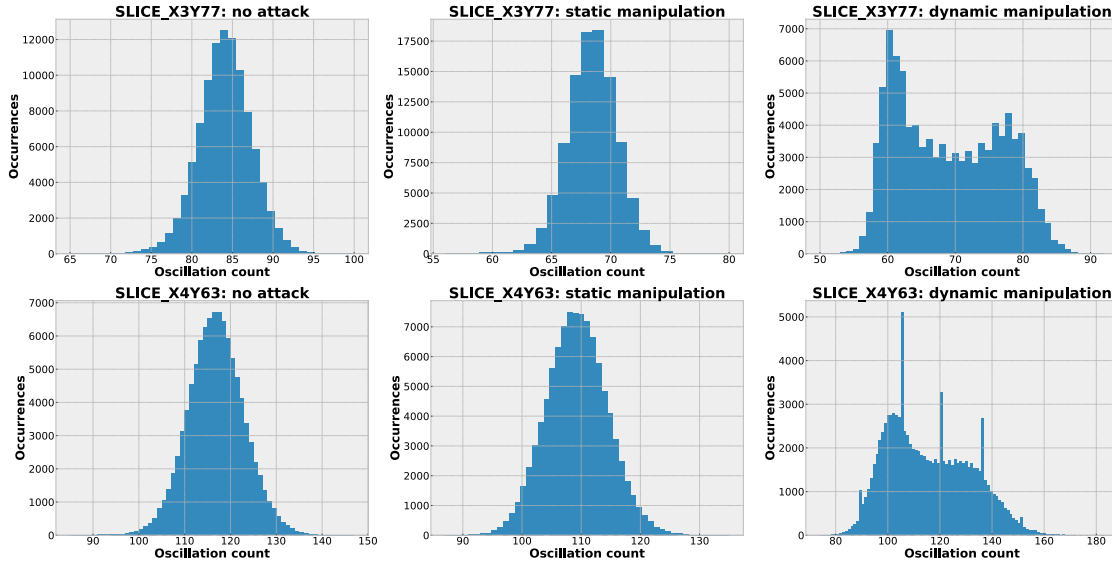 SLICE_X3Y77: no attack
Occurrences
12000
10000
8000
6000
4000
2000
0
65 70 75 80 85 90 95 100
Oscillation count
SLICE_X3Y77: static manipulation
Occurrences
17500
15000
12500
10000
7500
5000
2500
0
55 60 65 70 75 80
Oscillation count
SLICE_X3Y77: dynamic manipulation
Occurrences
7000
6000
5000
4000
3000
2000
1000
0
50 60 70 80 90
Oscillation count
SLICE_X4Y63: no attack
Occurrences
7000
6000
5000
4000
3000
2000
1000
0
90 100 110 120 130 140 150
Oscillation count
SLICE_X4Y63: static manipulation
Occurrences
7000
6000
5000
4000
3000
2000
1000
0
90 100 110 120 130
Oscillation count
SLICE_X4Y63: dynamic manipulation
Occurrences
5000
4000
3000
2000
1000
0
80 100 120 140 160 180
Oscillation count